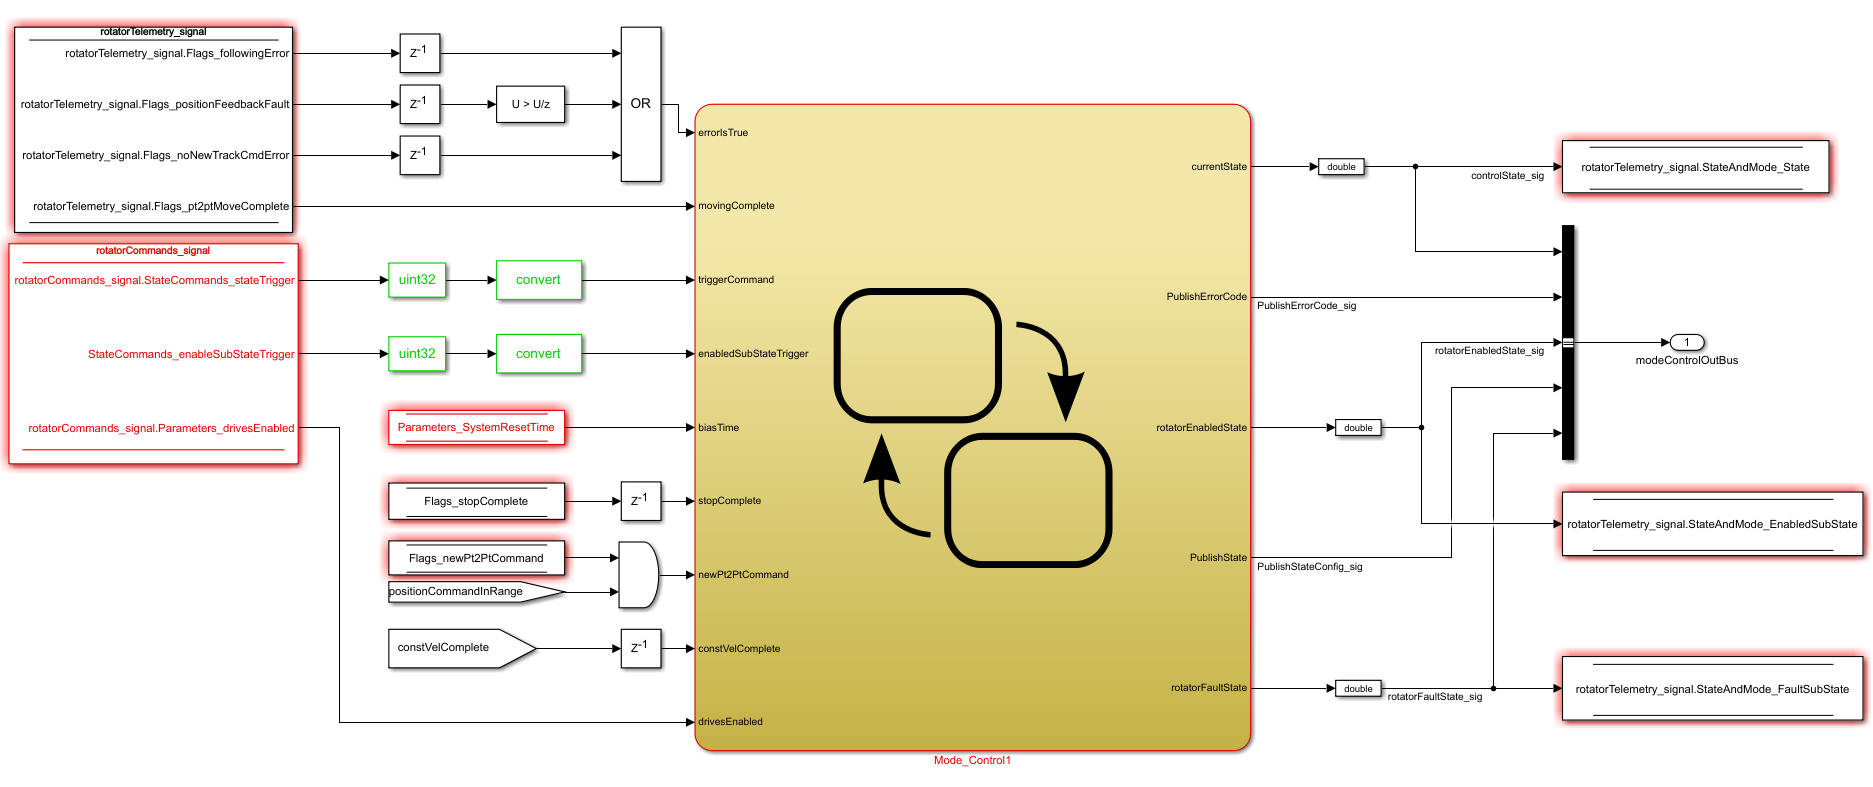 rotatorTelemetry_signal
rotatorTelemetry_signal.Flags_followingError
rotatorTelemetry_signal.Flags_positionFeedbackFault
rotatorTelemetry_signal.Flags_noNewTrackCmdError
rotatorTelemetry_signal.Flags_pt2ptMoveComplete
Z-1
Z-1
U > U/z
Z-1
OR
rotatorCommands_signal
rotatorCommands_signal.StateCommands_stateTrigger
StateCommands_enableSubStateTrigger
rotatorCommands_signal.Parameters_drivesEnabled
uint32
convert
uint32
convert
Parameters_SystemResetTime
Flags_stopComplete
Z-1
Flags_newPt2PtCommand
positionCommandInRange
constVelComplete
Z-1
errorIsTrue
movingComplete
triggerCommand
enabledSubStateTrigger
biasTime
stopComplete
newPt2PtCommand
constVelComplete
drivesEnabled
currentState
PublishErrorCode
rotatorEnabledState
PublishState
rotatorFaultState
Mode_Control1
double
controlState_sig
rotatorTelemetry_signal.StateAndMode_State
PublishErrorCode_sig
rotatorEnabledState_sig
1
modeControlOutBus
double
rotatorTelemetry_signal.StateAndMode_EnabledSubState
PublishStateConfig_sig
double
rotatorFaultState_sig
rotatorTelemetry_signal.StateAndMode_FaultSubState